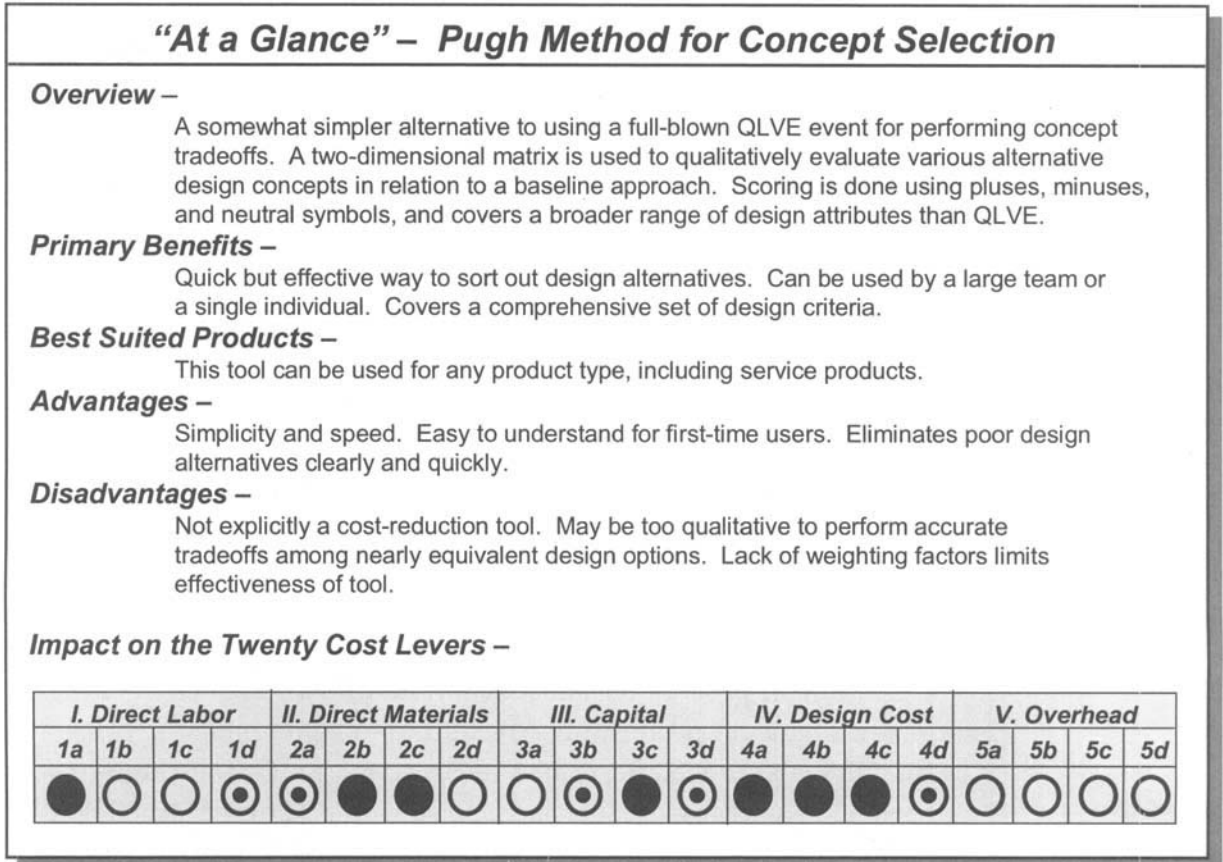 “At a Glance” – Pugh Method for Concept Selection
Overview –
A somewhat simpler alternative to using a full-blown QLVE event for performing concept
tradeoffs. A two-dimensional matrix is used to qualitatively evaluate various alternative
design concepts in relation to a baseline approach. Scoring is done using pluses, minuses,
and neutral symbols, and covers a broader range of design attributes than QLVE.
Primary Benefits –
Quick but effective way to sort out design alternatives. Can be used by a large team or
a single individual. Covers a comprehensive set of design criteria.
Best Suited Products –
This tool can be used for any product type, including service products.
Advantages –
Simplicity and speed. Easy to understand for first-time users. Eliminates poor design
alternatives clearly and quickly.
Disadvantages –
Not explicitly a cost-reduction tool. May be too qualitative to perform accurate
tradeoffs among nearly equivalent design options. Lack of weighting factors limits
effectiveness of tool.
Impact on the Twenty Cost Levers –
I. Direct Labor II. Direct Materials III. Capital IV. Design Cost V. Overhead
1a 1b 1c 1d 2a 2b 2c 2d 3a 3b 3c 3d 4a 4b 4c 4d 5a 5b 5c 5d